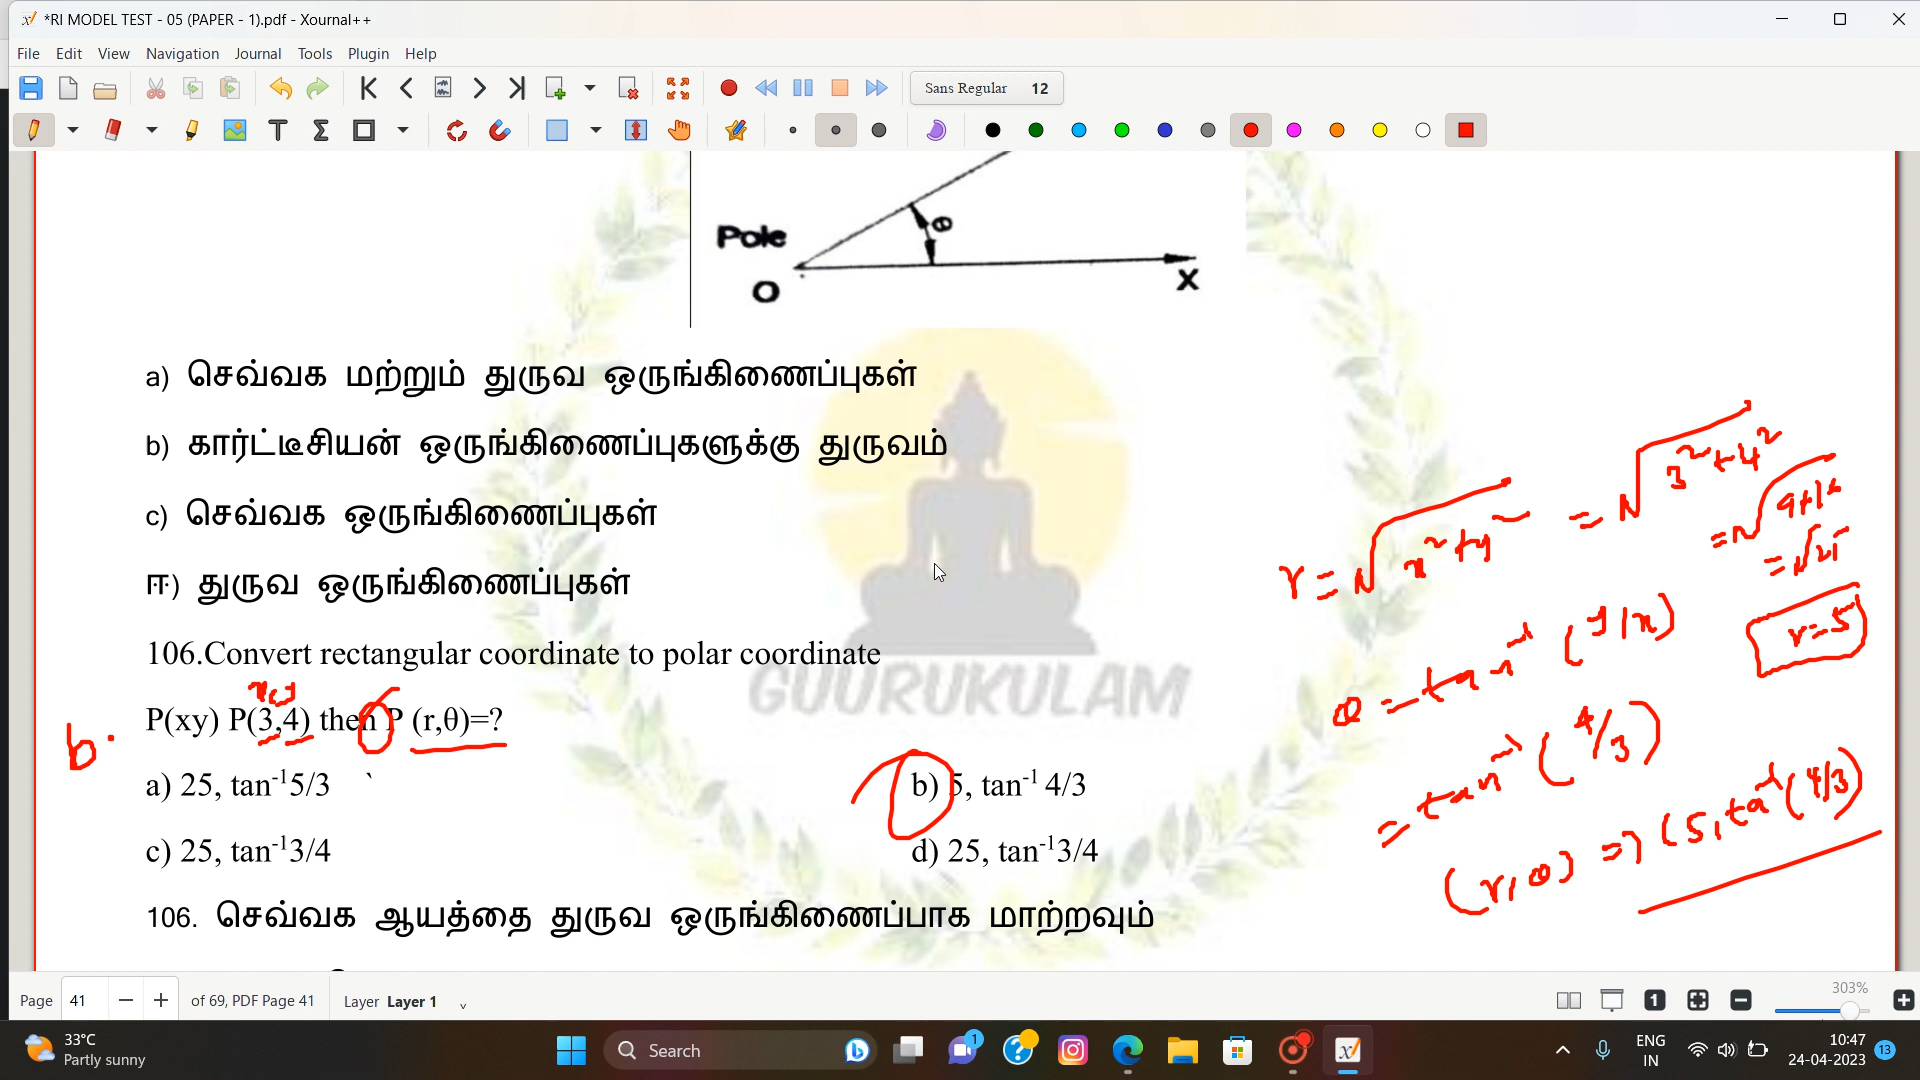 *RI MODEL TEST - 05 (PAPER - 1).pdf - Xournal++
File Edit View Navigation Journal Tools Plugin Help
Sans Regular 12
Pole
θ
O
X
a) செவ்வக மற்றும் துருவ ஒருங்கிணைப்புகள்
b) கார்ட்டீசியன் ஒருங்கிணைப்புகளுக்கு துருவம்
c) செவ்வக ஒருங்கிணைப்புகள்
ஈ) துருவ ஒருங்கிணைப்புகள்
r = √x²+y² = √3²+4²
= √9+16
= √25
r=5
106.Convert rectangular coordinate to polar coordinate
x,y
P(xy) P(3,4) then P (r,θ)=?
b.
θ = tan⁻¹ (y/x)
= tan⁻¹ (4/3)
a) 25, tan⁻¹5/3 `
b) 5, tan⁻¹ 4/3
c) 25, tan⁻¹3/4
d) 25, tan⁻¹3/4
(r, θ) => (5, tan⁻¹(4/3)
GUURUKULAM
106. செவ்வக ஆயத்தை துருவ ஒருங்கிணைப்பாக மாற்றவும்
Page 41 of 69, PDF Page 41 Layer Layer 1
303%
33°C
Partly sunny
Search
1
ENG
IN
10:47
24-04-2023
13